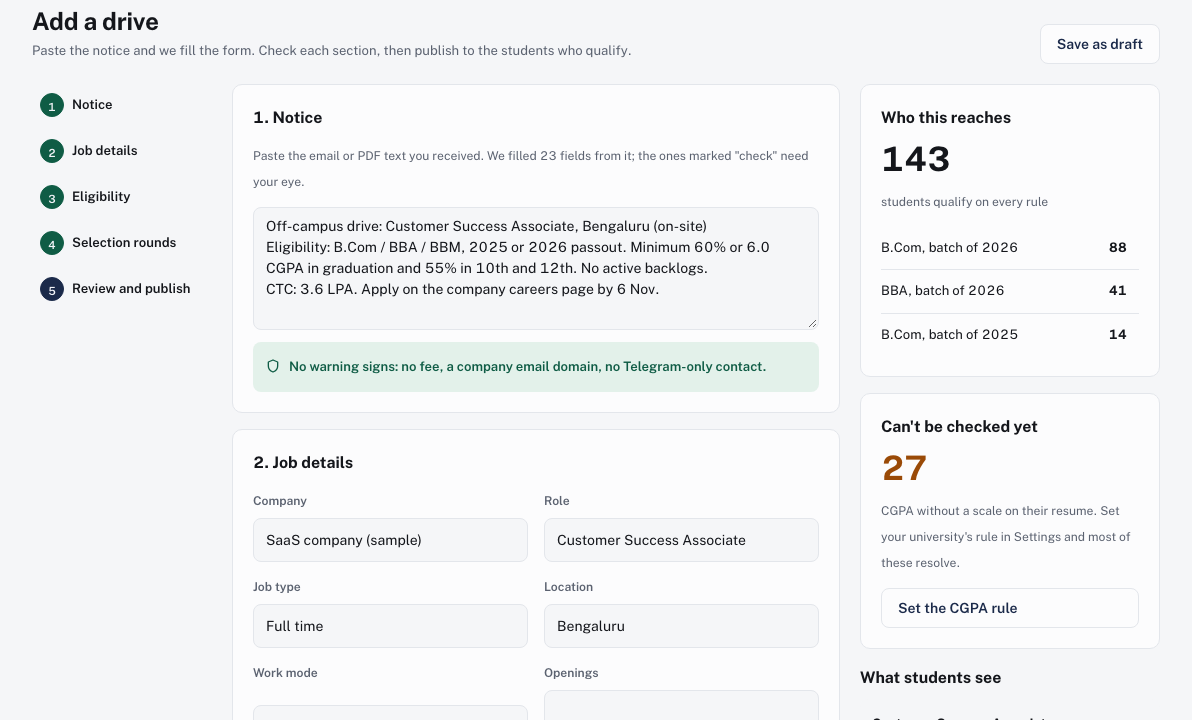 Add a drive
Paste the notice and we fill the form. Check each section, then publish to the students who qualify.
Save as draft
1 Notice
2 Job details
3 Eligibility
4 Selection rounds
5 Review and publish
1. Notice
Paste the email or PDF text you received. We filled 23 fields from it; the ones marked "check" need
your eye.
Off-campus drive: Customer Success Associate, Bengaluru (on-site)
Eligibility: B.Com / BBA / BBM, 2025 or 2026 passout. Minimum 60% or 6.0
CGPA in graduation and 55% in 10th and 12th. No active backlogs.
CTC: 3.6 LPA. Apply on the company careers page by 6 Nov.
No warning signs: no fee, a company email domain, no Telegram-only contact.
2. Job details
Company
SaaS company (sample)
Role
Customer Success Associate
Job type
Full time
Location
Bengaluru
Work mode
Openings
Who this reaches
143
students qualify on every rule
B.Com, batch of 2026 88
BBA, batch of 2026 41
B.Com, batch of 2025 14
Can't be checked yet
27
CGPA without a scale on their resume. Set
your university's rule in Settings and most of
these resolve.
Set the CGPA rule
What students see